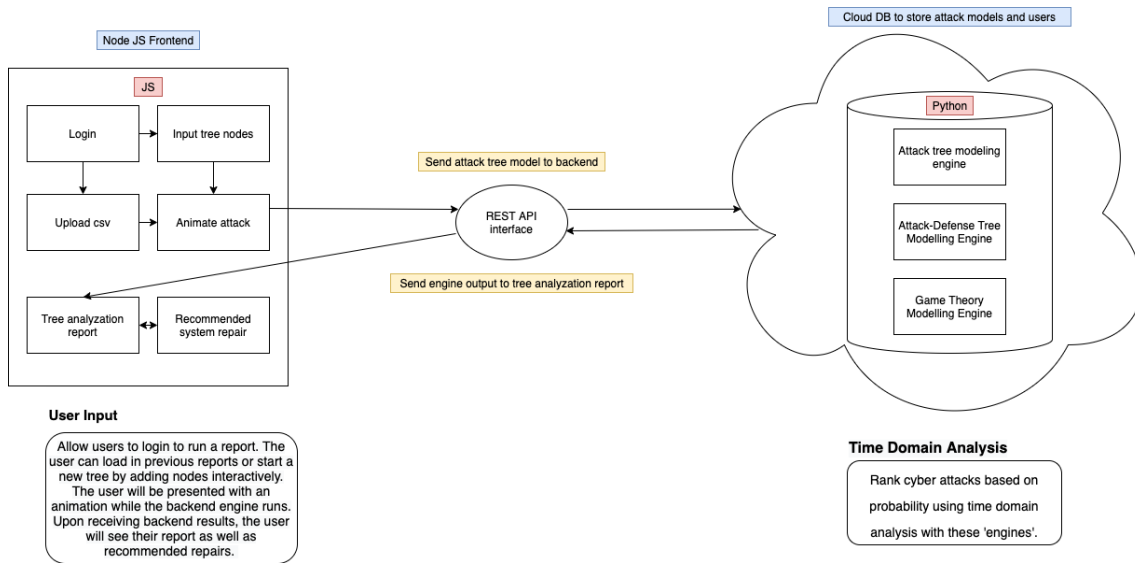 Cloud DB to store attack models and users
Node JS Frontend
JS
Login
Input tree nodes
Upload csv
Animate attack
Tree analyzation
report
Recommended
system repair
Send attack tree model to backend
REST API
interface
Send engine output to tree analyzation report
Python
Attack tree modeling
engine
Attack-Defense Tree
Modelling Engine
Game Theory
Modelling Engine
User Input
Allow users to login to run a report. The
user can load in previous reports or start a
new tree by adding nodes interactively.
The user will be presented with an
animation while the backend engine runs.
Upon receiving backend results, the user
will see their report as well as
recommended repairs.
Time Domain Analysis
Rank cyber attacks based on
probability using time domain
analysis with these 'engines'.